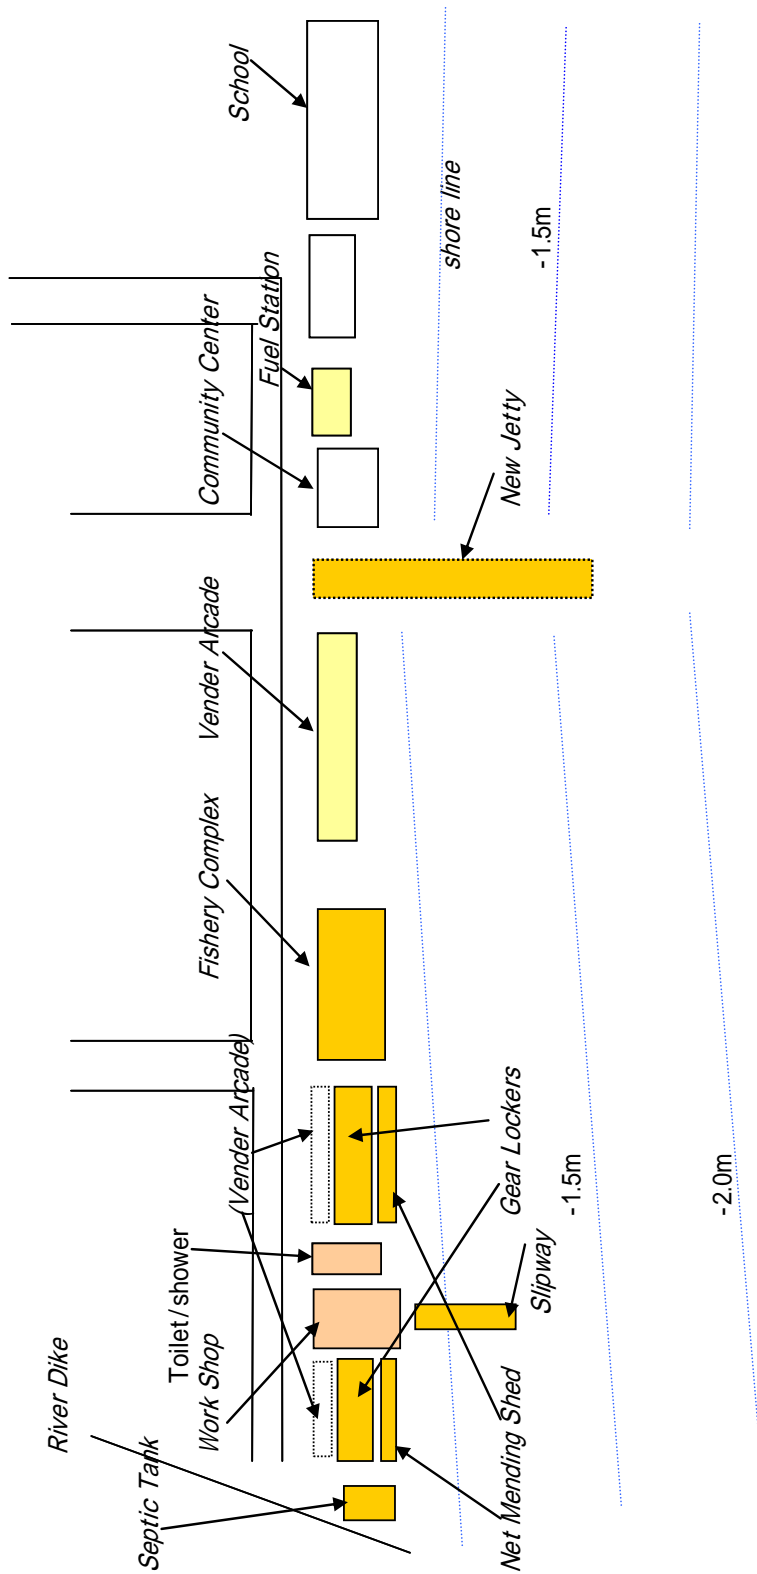 River Dike
Septic Tank
Toilet/shower
Work Shop
(Vender Arcade)
Fishery Complex
Vender Arcade
Community Center
Fuel Station
School
shore line
-1.5m
New Jetty
Gear Lockers
-1.5m
-2.0m
Slipway
Net Mending Shed